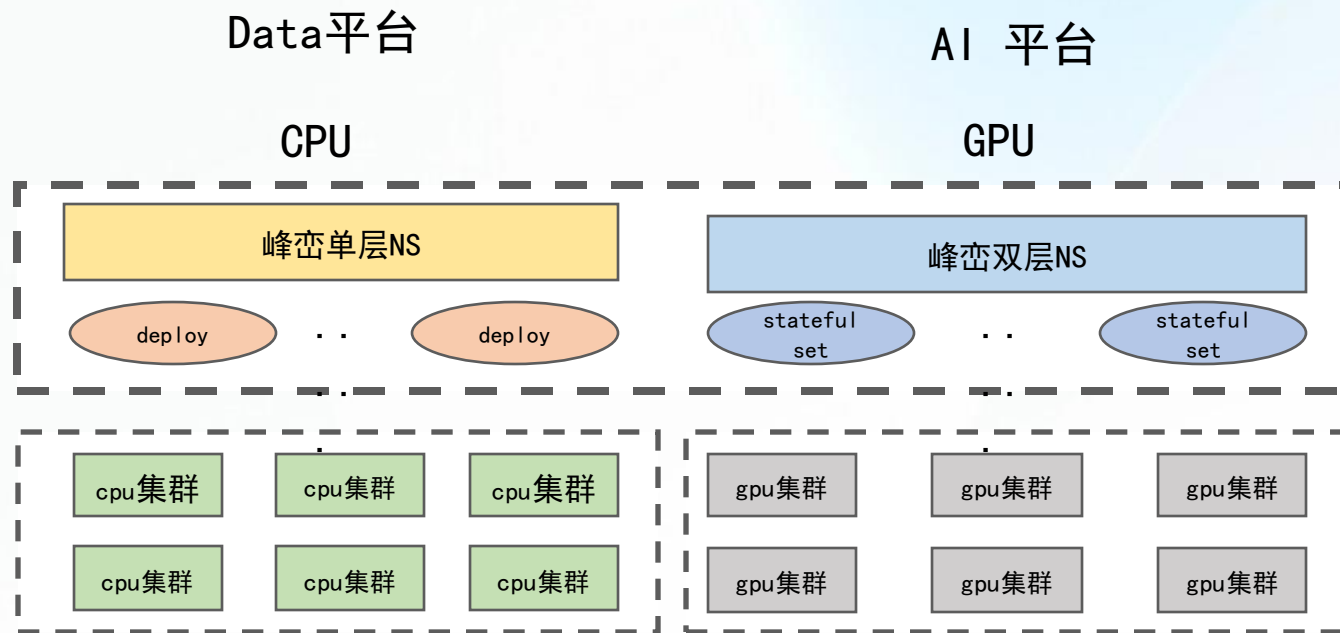 Data平台
AI 平台
CPU
GPU
峰峦单层NS
峰峦双层NS
deploy
. .
deploy
stateful
set
. .
stateful
set
. .
. .
.
.
cpu集群
cpu集群
cpu集群
gpu集群
gpu集群
gpu集群
cpu集群
cpu集群
cpu集群
gpu集群
gpu集群
gpu集群